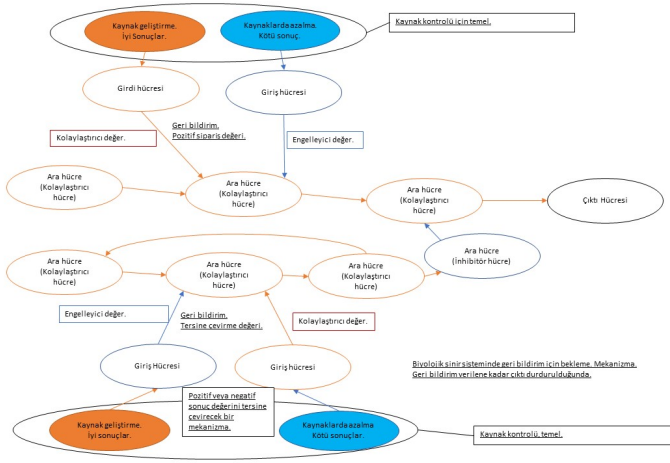 Kaynak geliştirme.
İyi Sonuçlar.
Kaynaklarda azalma.
Kötü sonuç.
Kaynak kontrolü için temel.
Girdi hücresi
Giriş hücresi
Kolaylaştırıcı değer.
Geri bildirim.
Pozitif sipariş değeri.
Engelleyici değer.
Ara hücre
(Kolaylaştırıcı
hücre)
Ara hücre
(Kolaylaştırıcı
hücre)
Ara hücre
(Kolaylaştırıcı
hücre)
Çıktı Hücresi
Ara hücre
(Kolaylaştırıcı
hücre)
Ara hücre
(Kolaylaştırıcı
hücre)
Ara hücre
(Kolaylaştırıcı
hücre)
Ara hücre
(İnhibitör hücre)
Engelleyici değer.
Geri bildirim.
Tersine çevirme değeri.
Kolaylaştırıcı değer.
Giriş Hücresi
Giriş hücresi
Biyolojik sinir sisteminde geri bildirim için bekleme. Mekanizma.
Geri bildirim verilene kadar çıktı durdurulduğunda.
Pozitif veya negatif
sonuç değerini tersine
çevirecek bir
mekanizma.
Kaynak geliştirme.
İyi sonuçlar.
Kaynaklarda azalma
Kötü sonuçlar.
Kaynak kontrolü, temel.